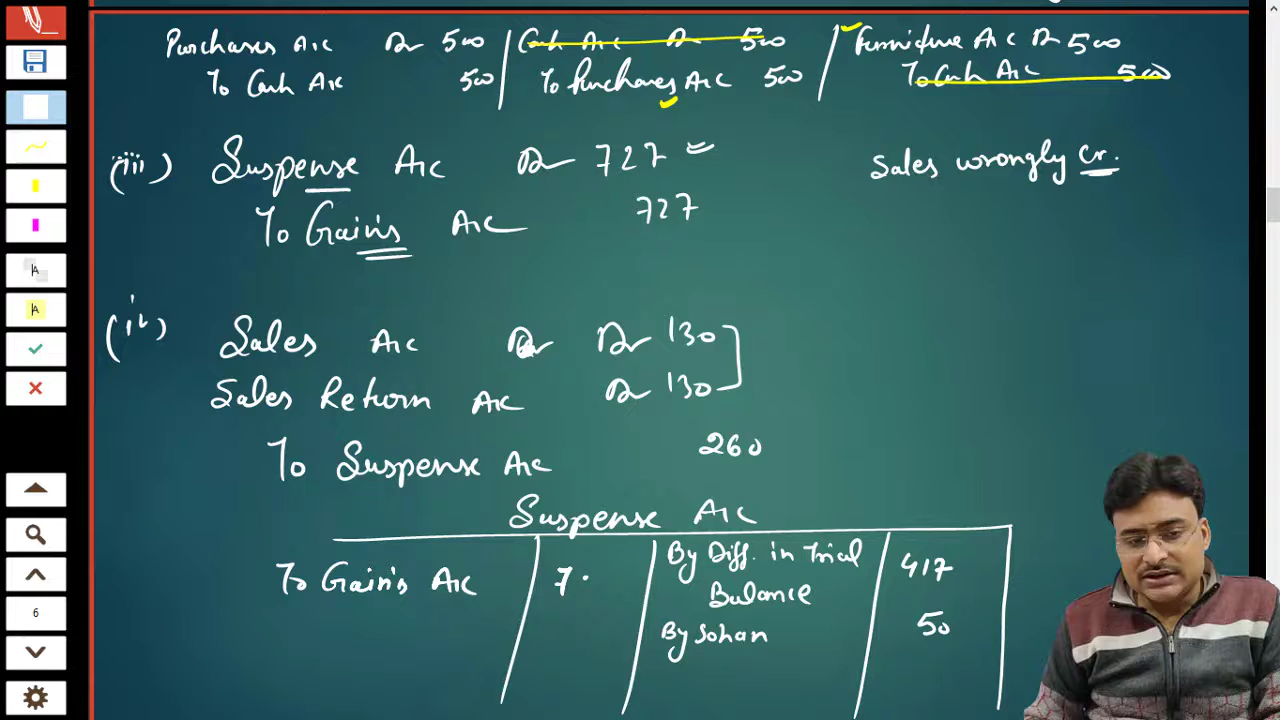 Purchases A/c Dr 500
To Cash A/c 500
Cash A/c Dr 500
To Purchases A/c 500
Furniture A/c Dr 500
To Cash A/c 500
(iii) Suspense A/c Dr 727
To Gain's A/c 727
Sales wrongly Cr.
(iv) Sales A/c Dr Dr 130
Sales Return A/c Dr 130
To Suspense A/c 260
Suspense A/c
To Gain's A/c 7
By Diff. in Trial 417
Balance
By Sohan 50
A
A
6